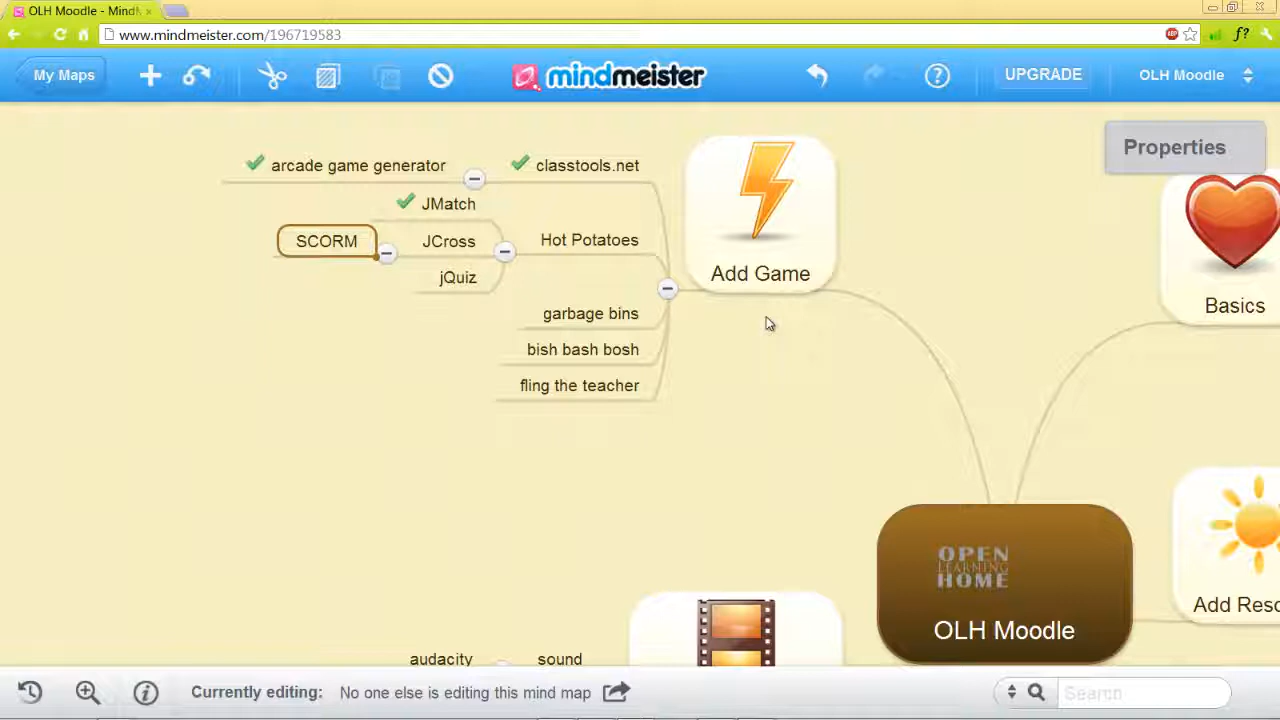 OLH Moodle - MindM
www.mindmeister.com/196719583
ABP
f?
My Maps
mindmeister
UPGRADE
OLH Moodle
Properties
arcade game generator
classtools.net
JMatch
SCORM
JCross
Hot Potatoes
jQuiz
garbage bins
bish bash bosh
fling the teacher
Add Game
Basics
OPEN
LEARNING
HOME
OLH Moodle
Add Reso
audacity
sound
Currently editing: No one else is editing this mind map
Search